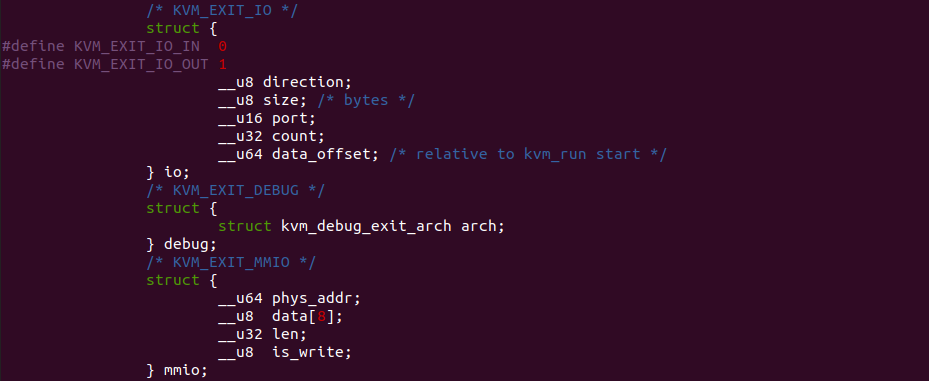 /* KVM_EXIT_IO */
struct {
#define KVM_EXIT_IO_IN  0
#define KVM_EXIT_IO_OUT 1
__u8 direction;
__u8 size; /* bytes */
__u16 port;
__u32 count;
__u64 data_offset; /* relative to kvm_run start */
} io;
/* KVM_EXIT_DEBUG */
struct {
struct kvm_debug_exit_arch arch;
} debug;
/* KVM_EXIT_MMIO */
struct {
__u64 phys_addr;
__u8  data[8];
__u32 len;
__u8  is_write;
} mmio;